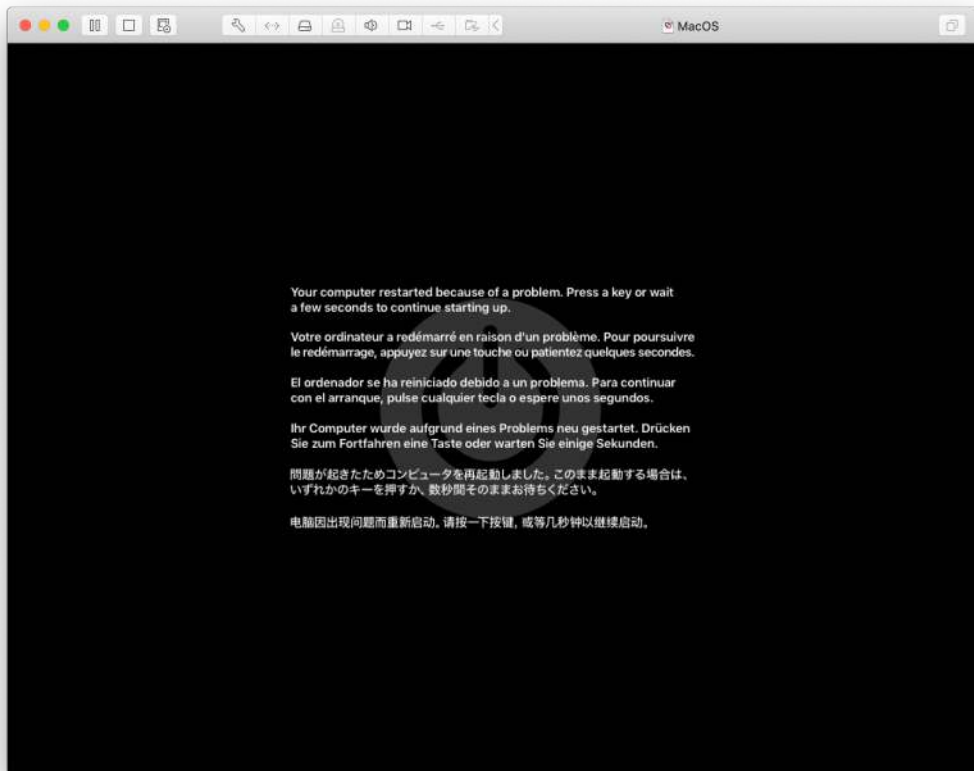 MacOS
Your computer restarted because of a problem. Press a key or wait
a few seconds to continue starting up.
Votre ordinateur a redémarré en raison d'un problème. Pour poursuivre
le redémarrage, appuyez sur une touche ou patientez quelques secondes.
El ordenador se ha reiniciado debido a un problema. Para continuar
con el arranque, pulse cualquier tecla o espere unos segundos.
Ihr Computer wurde aufgrund eines Problems neu gestartet. Drücken
Sie zum Fortfahren eine Taste oder warten Sie einige Sekunden.
問題が起きたためコンピュータを再起動しました。このまま起動する場合は、
いずれかのキーを押すか、数秒間そのままお待ちください。
电脑因出现问题而重新启动。请按一下按键，或等几秒钟以继续启动。